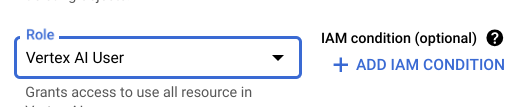 Role
IAM condition (optional)
Vertex AI User
+ ADD IAM CONDITION
Grants access to use all resource in